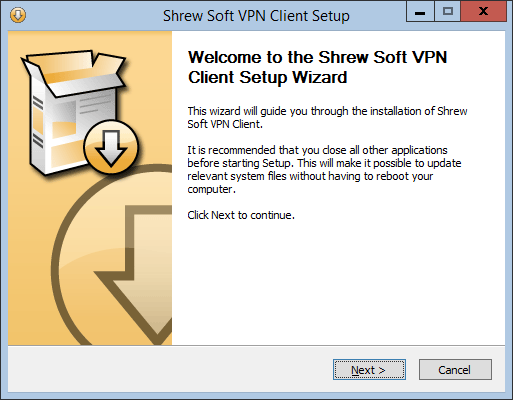 Shrew Soft VPN Client Setup
Welcome to the Shrew Soft VPN
Client Setup Wizard
This wizard will guide you through the installation of Shrew
Soft VPN Client.
It is recommended that you close all other applications
before starting Setup. This will make it possible to update
relevant system files without having to reboot your
computer.
Click Next to continue.
Next >
Cancel